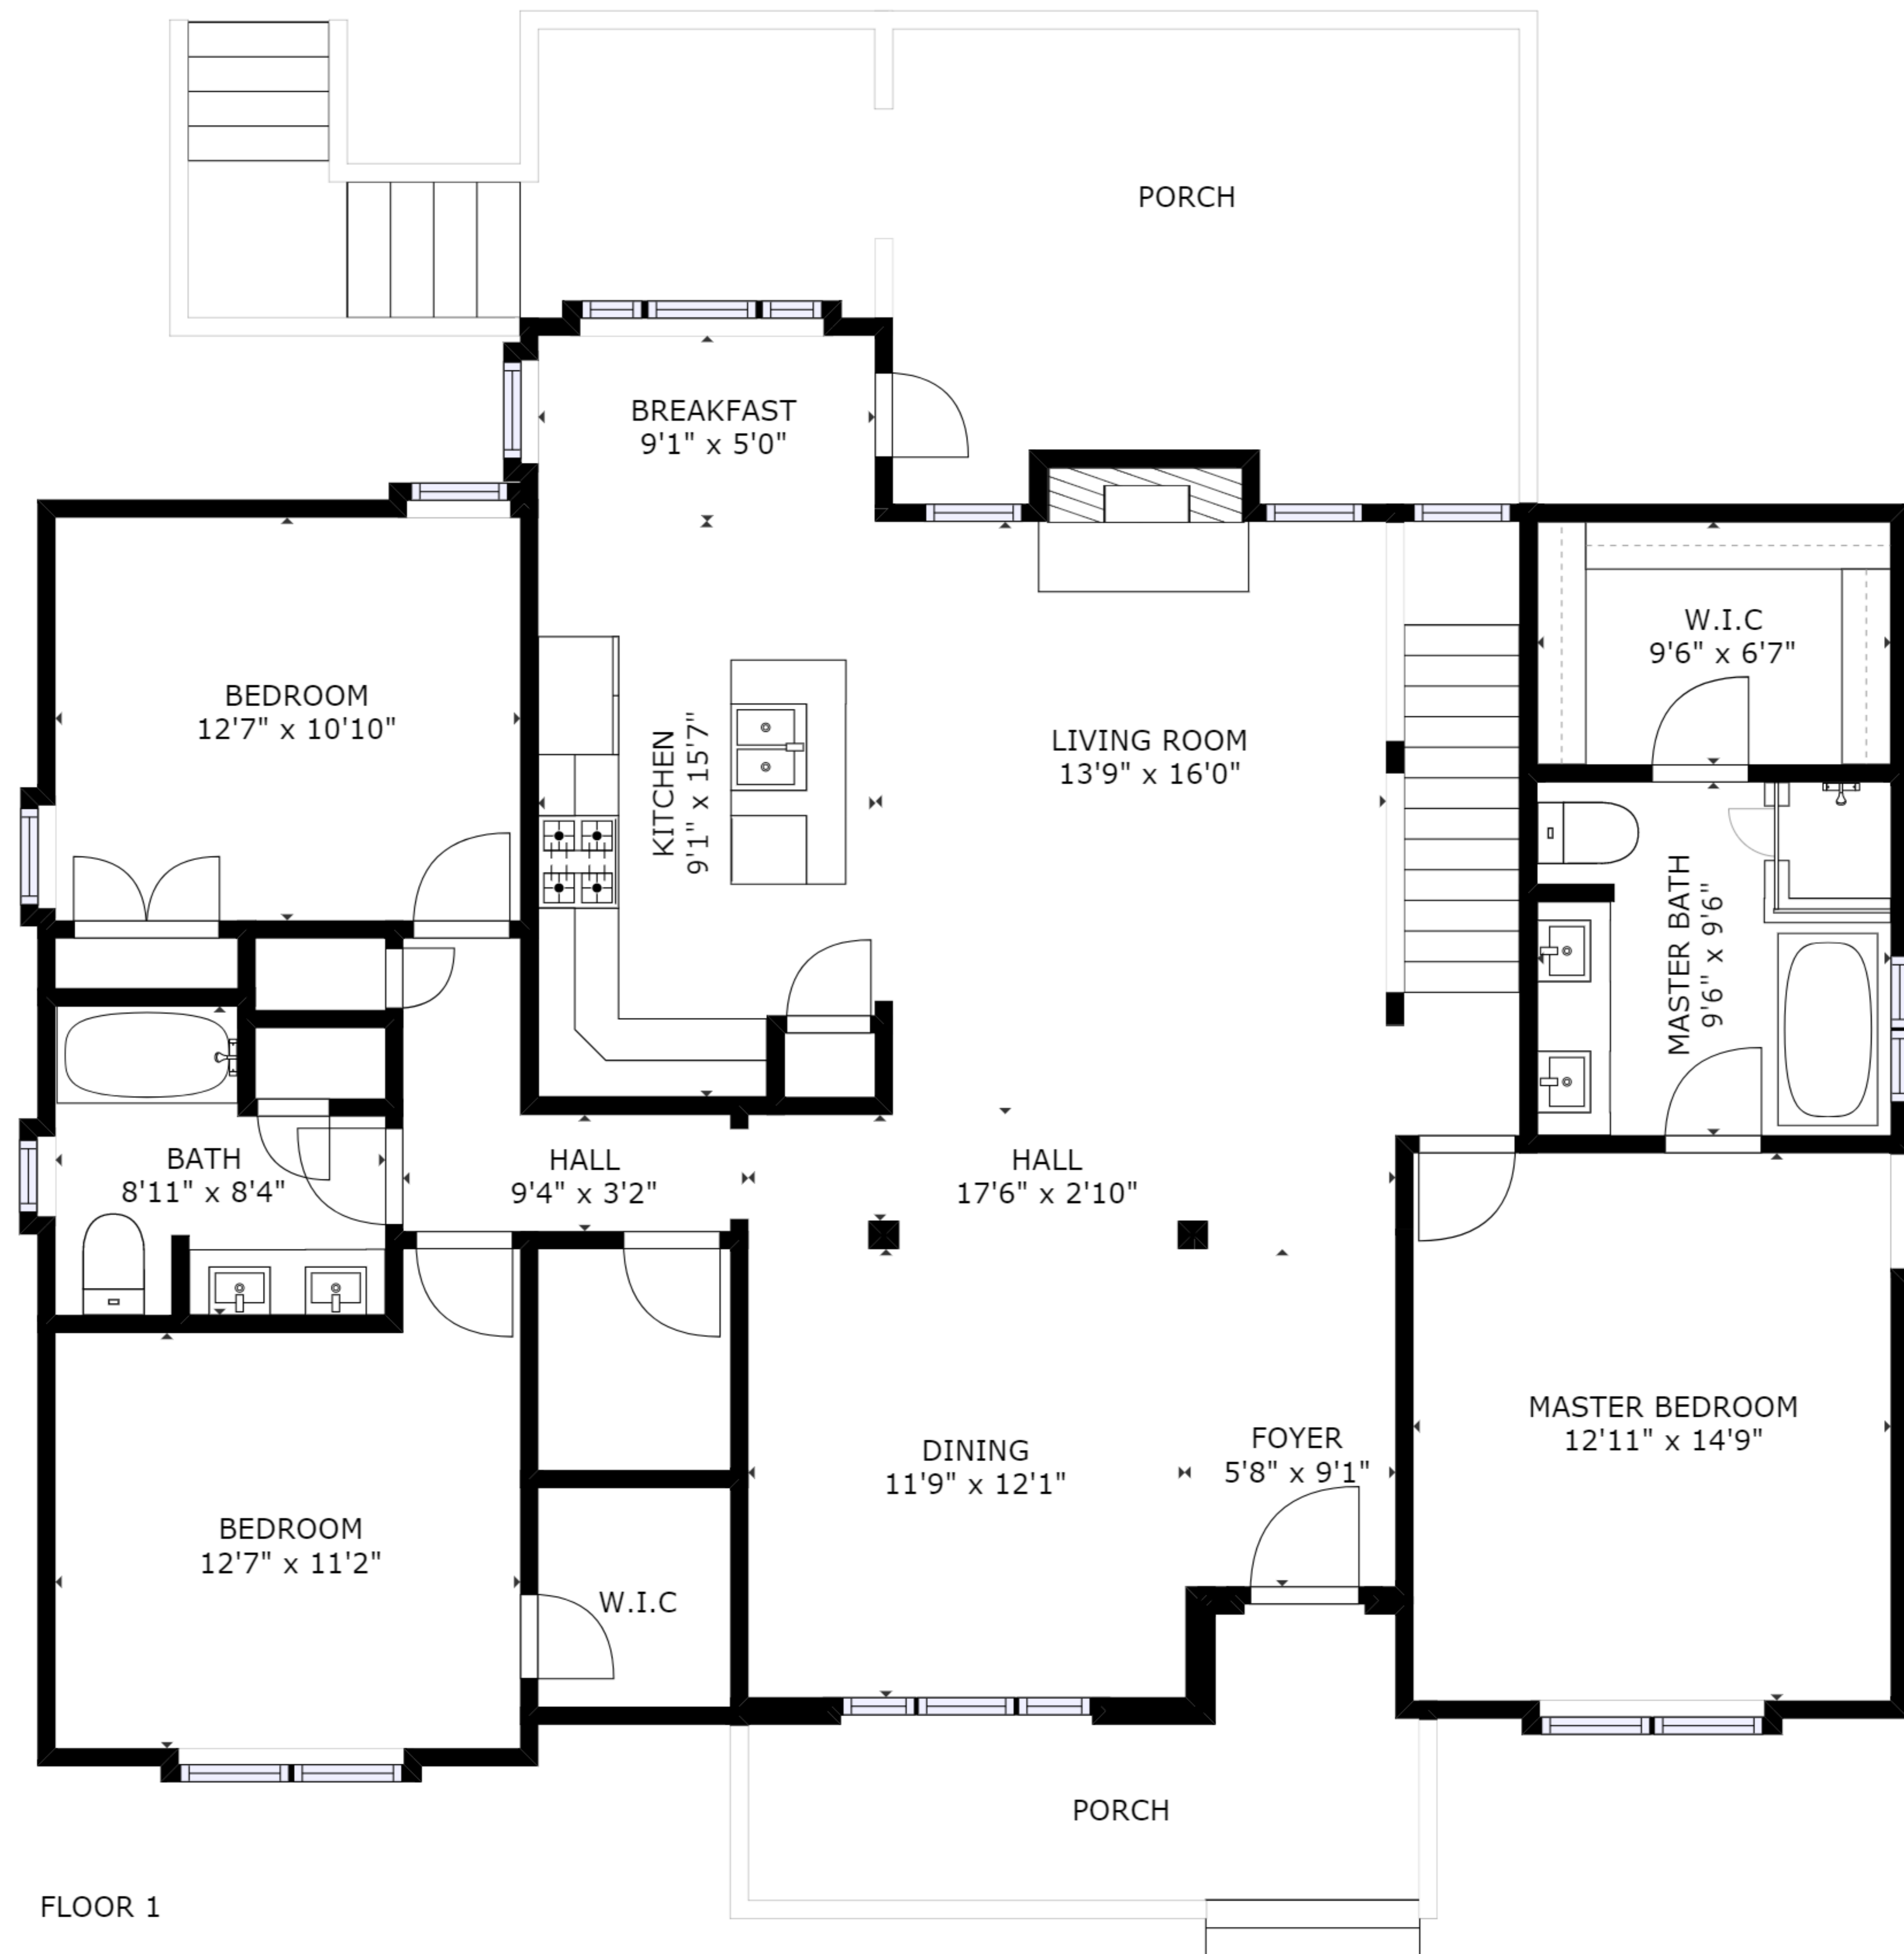 PORCH
BREAKFAST
9'1" x 5'0"
W.I.C
9'6" x 6'7"
BEDROOM
12'7" x 10'10"
KITCHEN
9'1" x 15'7"
LIVING ROOM
13'9" x 16'0"
MASTER BATH
9'6" x 9'6"
BATH
8'11" x 8'4"
HALL
9'4" x 3'2"
HALL
17'6" x 2'10"
MASTER BEDROOM
12'11" x 14'9"
DINING
11'9" x 12'1"
FOYER
5'8" x 9'1"
BEDROOM
12'7" x 11'2"
W.I.C
PORCH
FLOOR 1